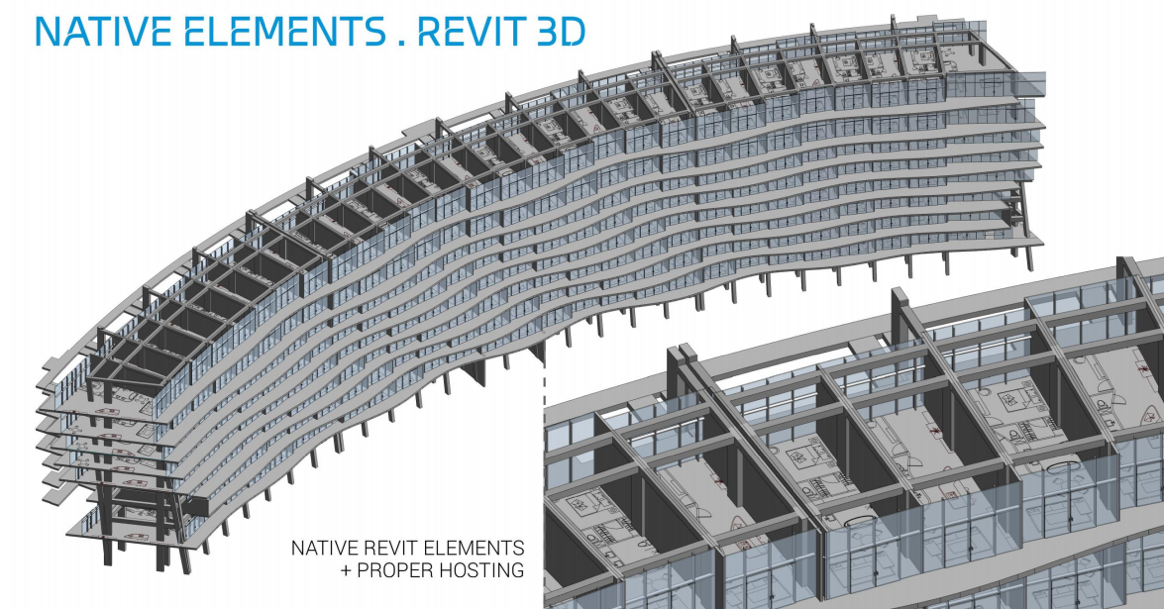 NATIVE ELEMENTS . REVIT 3D
NATIVE REVIT ELEMENTS
+ PROPER HOSTING